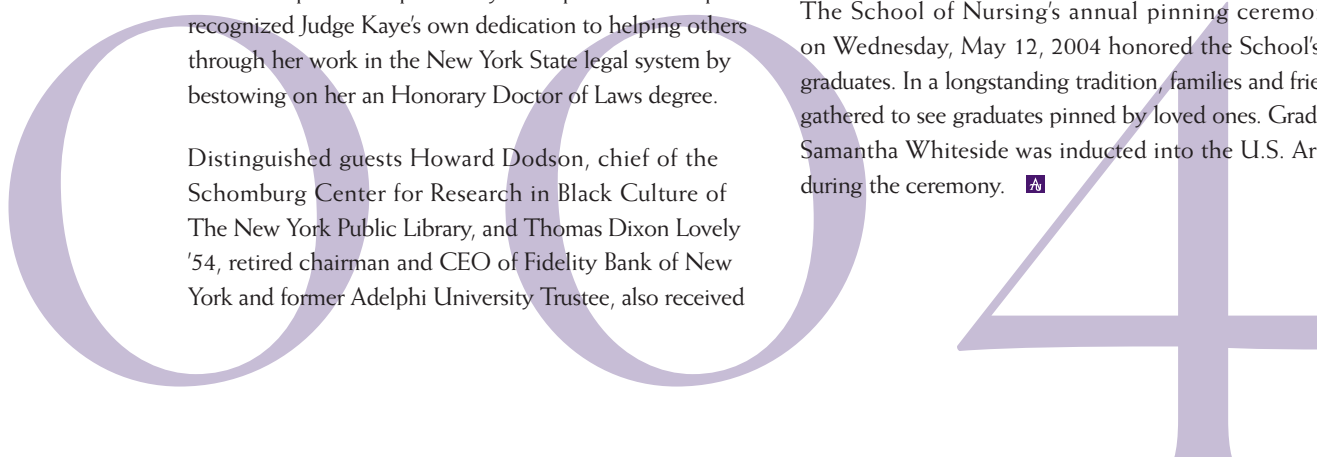 recognized Judge Kaye's own dedication to helping others
through her work in the New York State legal system by
bestowing on her an Honorary Doctor of Laws degree.
Distinguished guests Howard Dodson, chief of the
Schomburg Center for Research in Black Culture of
The New York Public Library, and Thomas Dixon Lovely
'54, retired chairman and CEO of Fidelity Bank of New
York and former Adelphi University Trustee, also received
The School of Nursing's annual pinning
on Wednesday, May 12, 2004 honored the School's
graduates. In a longstanding tradition, families and
gathered to see graduates pinned by loved ones.
Samantha Whiteside was inducted into the U.S.
during the ceremony.
004